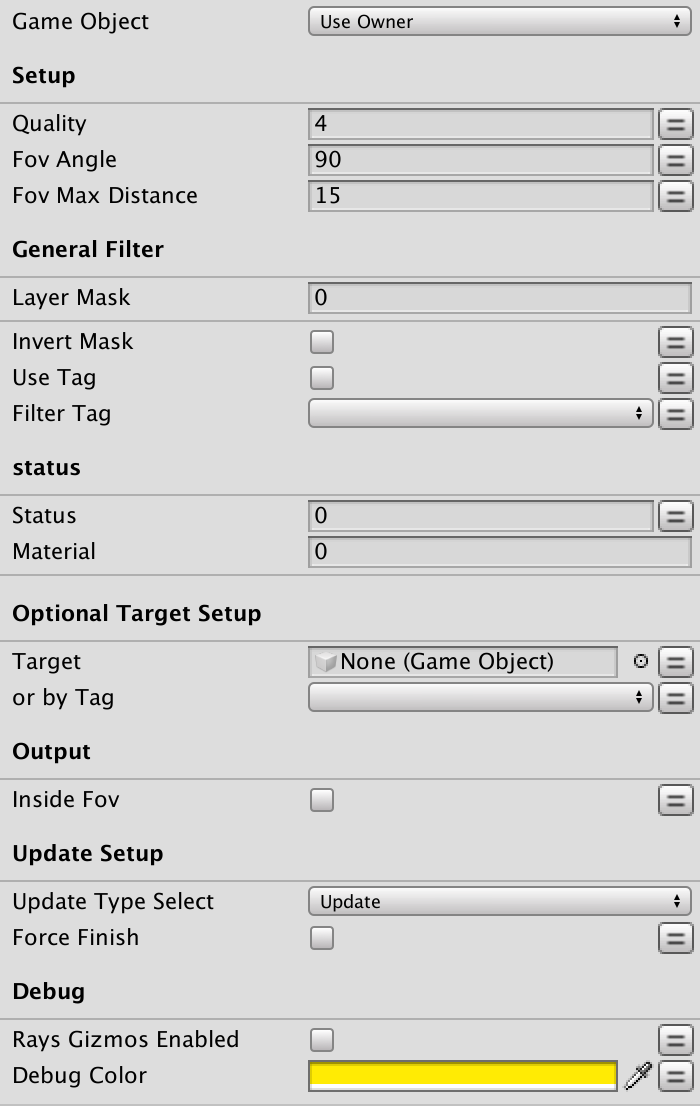 Game Object Use Owner
Setup
Quality 4
Fov Angle 90
Fov Max Distance 15
General Filter
Layer Mask 0
Invert Mask
Use Tag
Filter Tag
status
Status 0
Material 0
Optional Target Setup
Target None (Game Object)
or by Tag
Output
Inside Fov
Update Setup
Update Type Select Update
Force Finish
Debug
Rays Gizmos Enabled
Debug Color